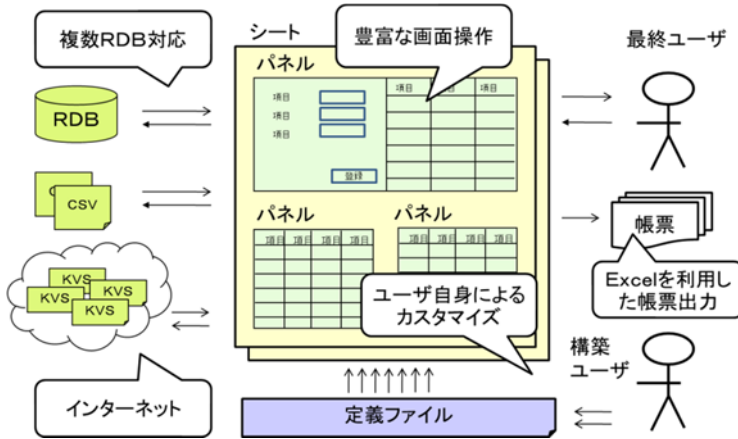 複数RDB対応
シート
豊富な画面操作
最終ユーザ
パネル
項目
項目
項目
登録
項目 項目 項目
RDB
CSV
パネル
項目 項目 項目 項目
パネル
項目 項目 項目 項目
帳票
Excelを利用し
た帳票出力
KVS
KVS
KVS
KVS
ユーザ自身による
カスタマイズ
構築
ユーザ
インターネット
定義ファイル